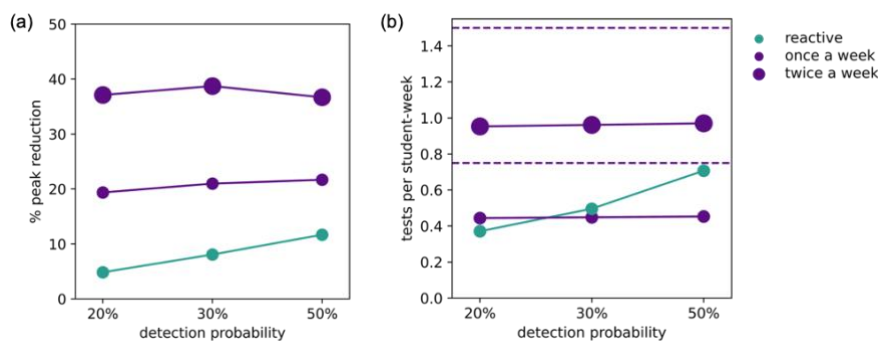 (a)
50
40
30
20
10
0
% peak reduction
20% 30% 50%
detection probability
(b)
1.4
1.2
1.0
0.8
0.6
0.4
0.2
0.0
tests per student-week
20% 30% 50%
detection probability
reactive
once a week
twice a week